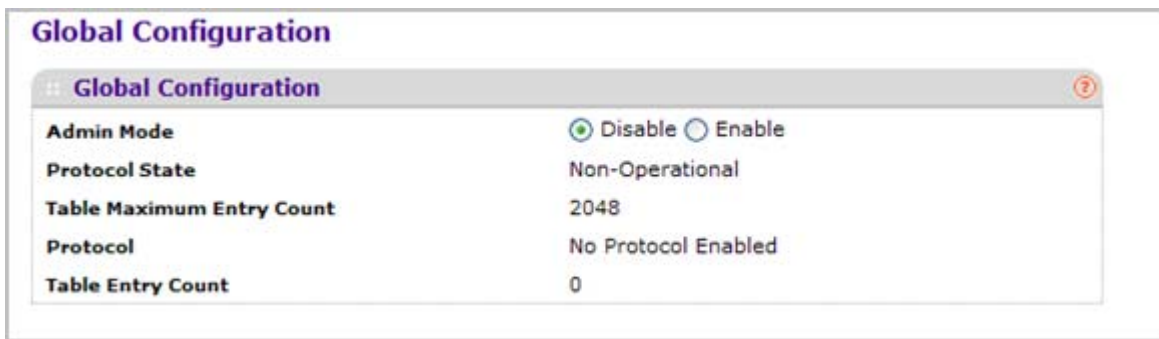 Global Configuration
Global Configuration ?
Admin Mode Disable Enable
Protocol State Non-Operational
Table Maximum Entry Count 2048
Protocol No Protocol Enabled
Table Entry Count 0